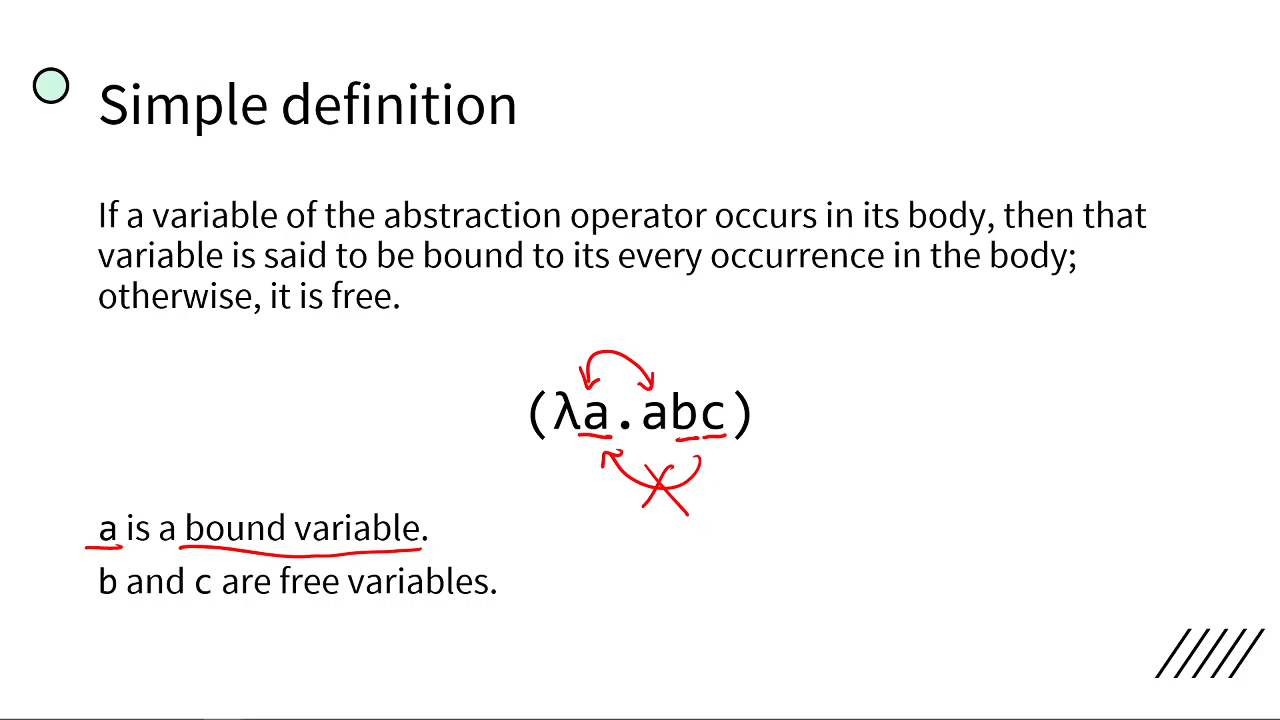 Simple definition
If a variable of the abstraction operator occurs in its body, then that
variable is said to be bound to its every occurrence in the body;
otherwise, it is free.
(λa.abc)
a is a bound variable.
b and c are free variables.